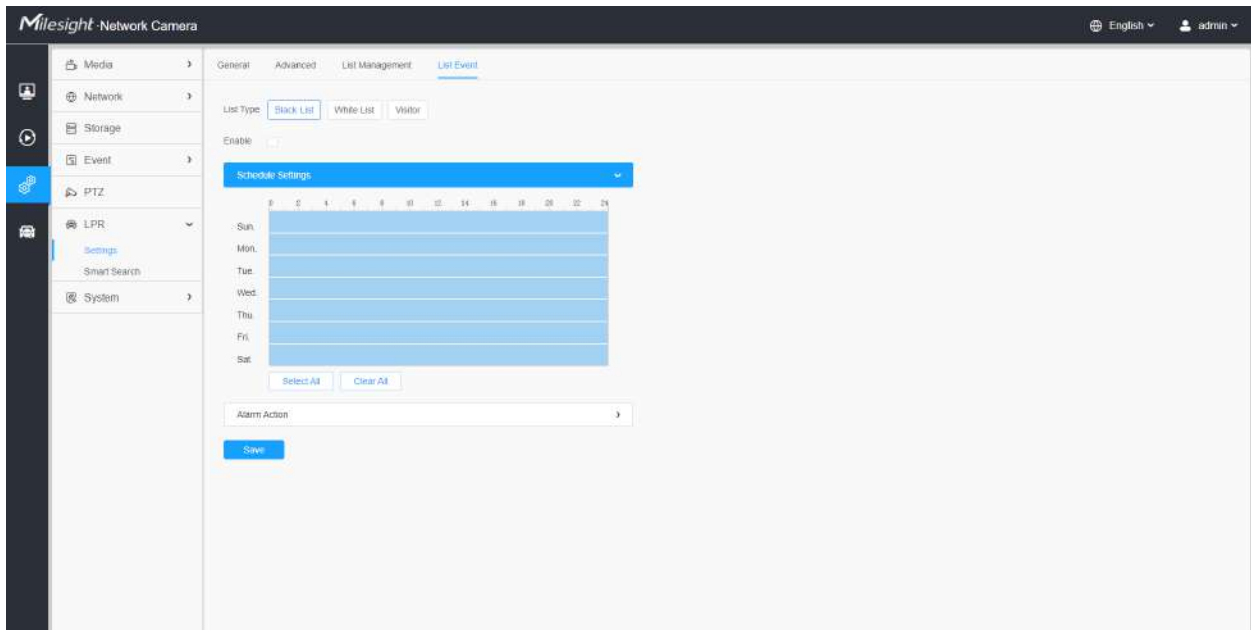 Milesight Network Camera
English
admin
Media
Network
Storage
Event
PTZ
LPR
Settings
Smart Search
System
General Advanced List Management List Event
List Type Black List White List Visitor
Enable
Schedule Settings
0 2 4 6 8 10 12 14 16 18 20 22 24
Sun.
Mon.
Tue.
Wed.
Thu.
Fri.
Sat.
Select All Clear All
Alarm Action
Save